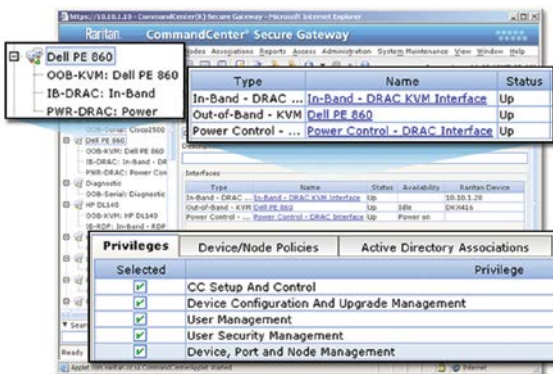 https://10.10.1.10 - CommandCenter(R) Secure Gateway - Microsoft Internet Explorer
Raritan. CommandCenter® Secure Gateway
Nodes Associations Reports Access Administration System Maintenance View Window Help
Dell PE 860
OOB-KVM: Dell PE 860
IB-DRAC: In-Band
PWR-DRAC: Power
Type Name Status
In-Band - DRAC ... In-Band - DRAC KVM Interface Up
Out-of-Band - KVM Dell PE 860 Up
Power Control - ... Power Control - DRAC Interface Up
OOB-Serial: Cisco2500
Dell PE 860
OOB-KVM: Dell PE 860
IB-DRAC: In-Band - DR
PWR-DRAC: Power Con
Diagnostic
OOB-Serial: Diagnostic
HP DL140
OOB-KVM: HP DL140
IB-RDP: In-Band - RDP
Interfaces
Type Name Status Availability Raritan Device
In-Band - DRAC ... In-Band - DRAC KVM Interface Up 10.10.1.20
Out-of-Band - KVM Dell PE 860 Up Idle DKX416
Power Control - ... Power Control - DRAC Interface Up Power on
Privileges Device/Node Policies Active Directory Associations
Selected Privilege
CC Setup And Control
Device Configuration And Upgrade Management
User Management
User Security Management
Device, Port and Node Management
Sear
Ready
Internet